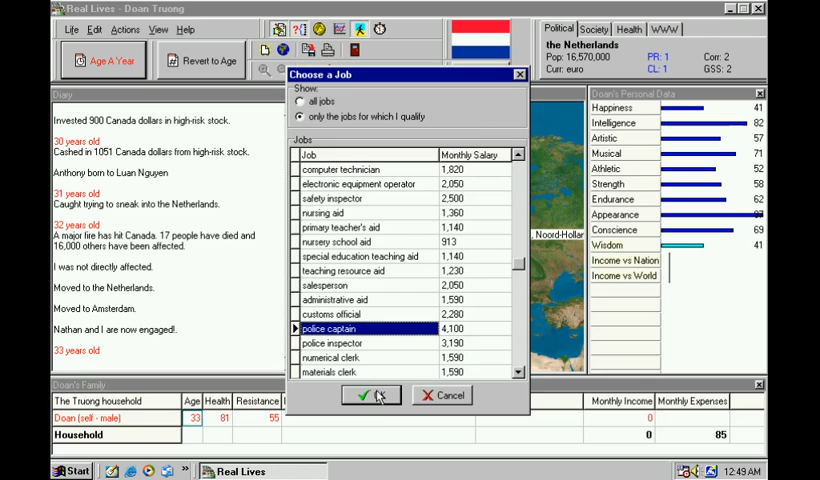 Real Lives - Doan Truong
Life Edit Actions View Help
Age A Year
Revert to Age
Political Society Health WWW
the Netherlands
Pop: 16,570,000 PR: 1 Corr: 2
Curr: euro CL: 1 GSS: 2
Diary
Invested 900 Canada dollars in high-risk stock.
30 years old
Cashed in 1051 Canada dollars from high-risk stock.
Anthony born to Luan Nguyen
31 years old
Caught trying to sneak into the Netherlands.
32 years old
A major fire has hit Canada. 17 people have died and
16,000 others have been affected.
I was not directly affected.
Moved to the Netherlands.
Moved to Amsterdam.
Nathan and I are now engaged!.
33 years old
Choose a Job
Show:
all jobs
only the jobs for which I qualify
Jobs
Job Monthly Salary
computer technician 1,820
electronic equipment operator 2,050
safety inspector 2,500
nursing aid 1,360
primary teacher's aid 1,140
nursery school aid 913
special education teaching aid 1,140
teaching resource aid 1,230
salesperson 2,050
administrative aid 1,590
customs official 2,280
police captain 4,100
police inspector 3,190
numerical clerk 1,590
materials clerk 1,590
Cancel
, Noord-Hollar
Doan's Personal Data
Happiness 41
Intelligence 82
Artistic 57
Musical 71
Athletic 52
Strength 58
Endurance 62
Appearance 97
Conscience 69
Wisdom 41
Income vs Nation
Income vs World
Doan's Family
The Truong household Age Health Resistance Monthly Income Monthly Expenses
Doan (self - male) 33 81 55 0
Household 0 85
Start
Real Lives
12:49 AM